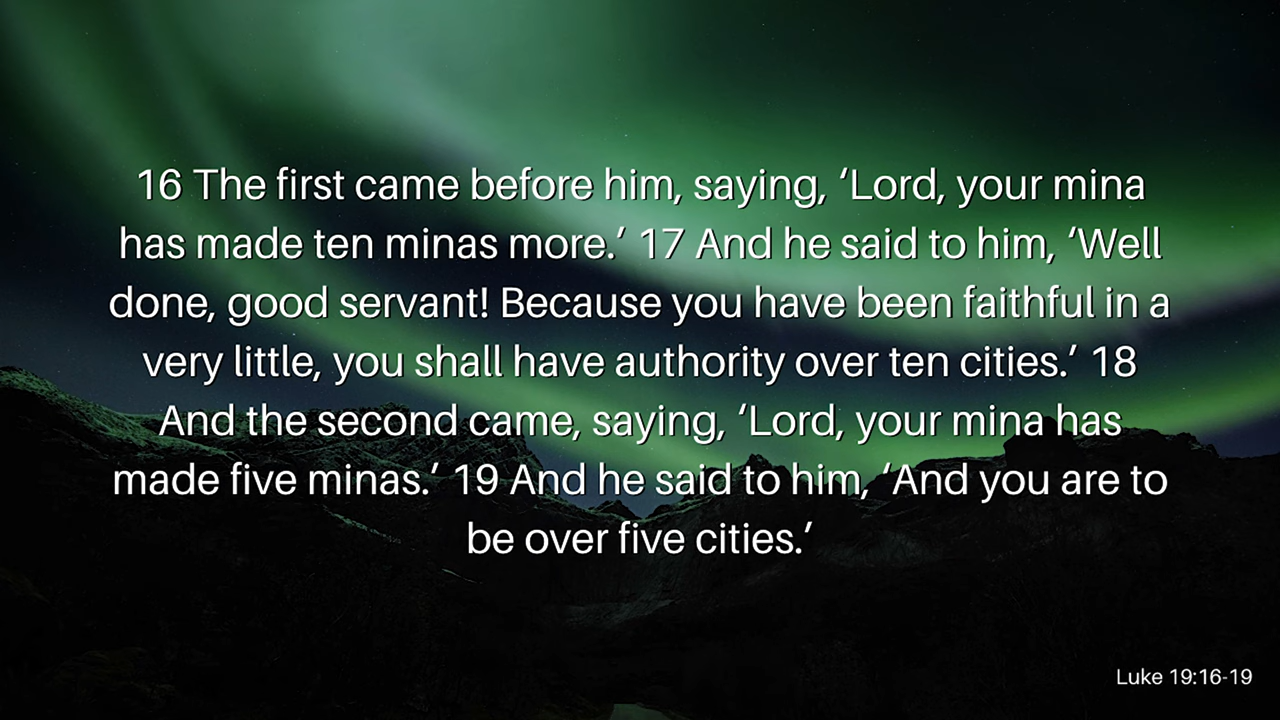 16 The first came before him, saying, ‘Lord, your mina
has made ten minas more.’ 17 And he said to him, ‘Well
done, good servant! Because you have been faithful in a
very little, you shall have authority over ten cities.’ 18
And the second came, saying, ‘Lord, your mina has
made five minas.’ 19 And he said to him, ‘And you are to
be over five cities.’
Luke 19:16-19